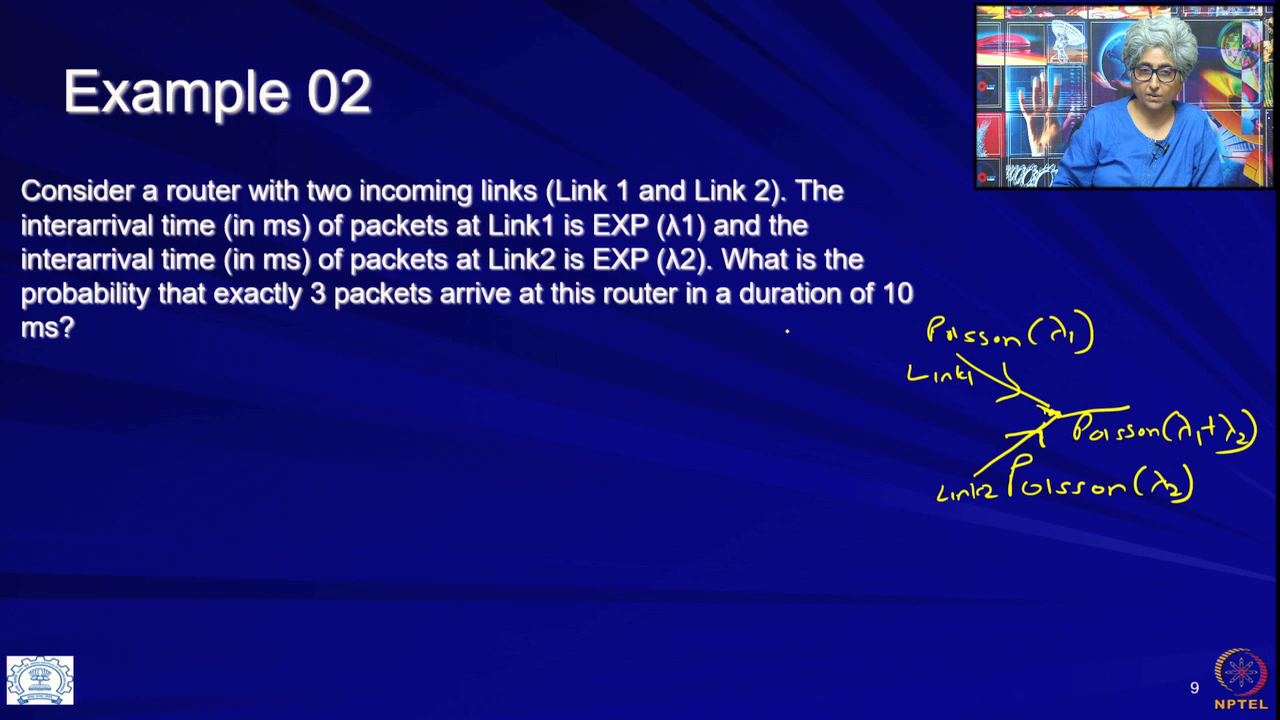 Example 02
Consider a router with two incoming links (Link 1 and Link 2). The
interarrival time (in ms) of packets at Link1 is EXP (λ1) and the
interarrival time (in ms) of packets at Link2 is EXP (λ2). What is the
probability that exactly 3 packets arrive at this router in a duration of 10
ms?
Poisson(λ1)
Link1
Poisson(λ1+λ2)
Link2 Poisson(λ2)
9
NPTEL